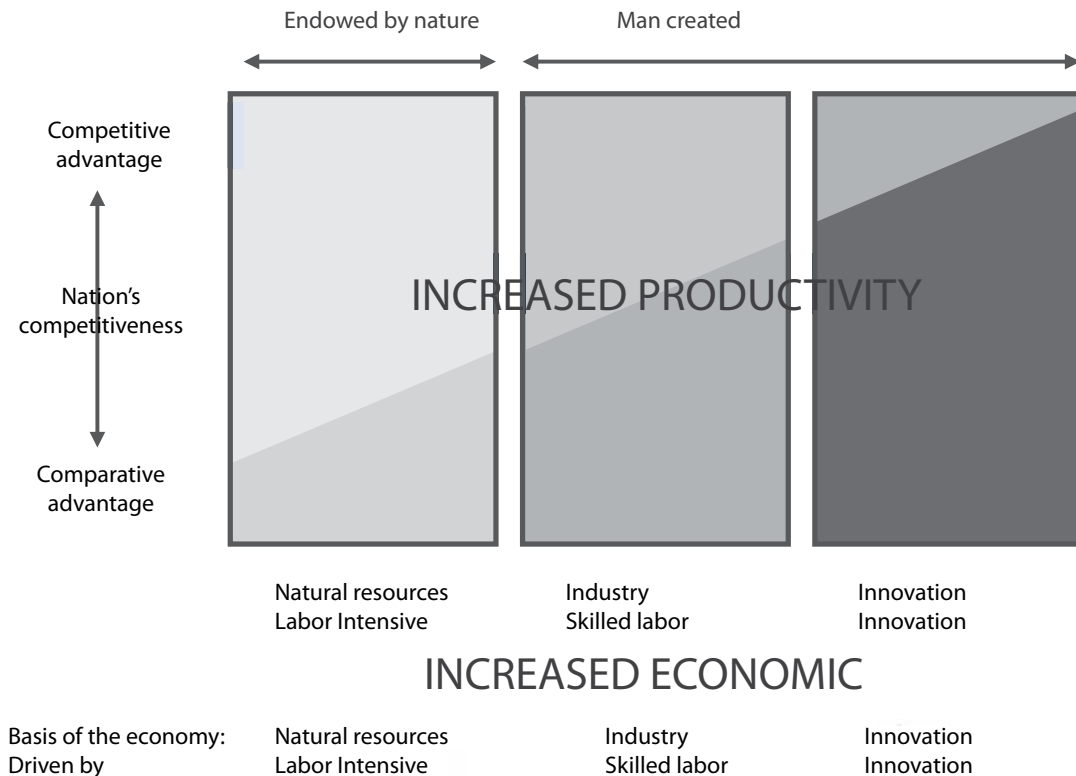 Endowed by nature
Man created
Competitive
advantage
Nation's
competitiveness
Comparative
advantage
INCREASED PRODUCTIVITY
Natural resources
Labor Intensive
Industry
Skilled labor
Innovation
Innovation
INCREASED ECONOMIC
Basis of the economy:
Natural resources
Industry
Innovation
Driven by
Labor Intensive
Skilled labor
Innovation